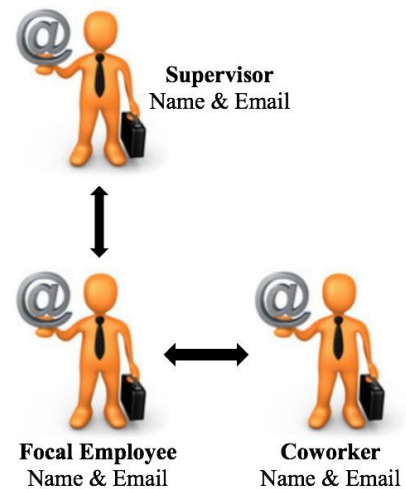 @
Supervisor
Name & Email
@
@
Focal Employee
Name & Email
Coworker
Name & Email